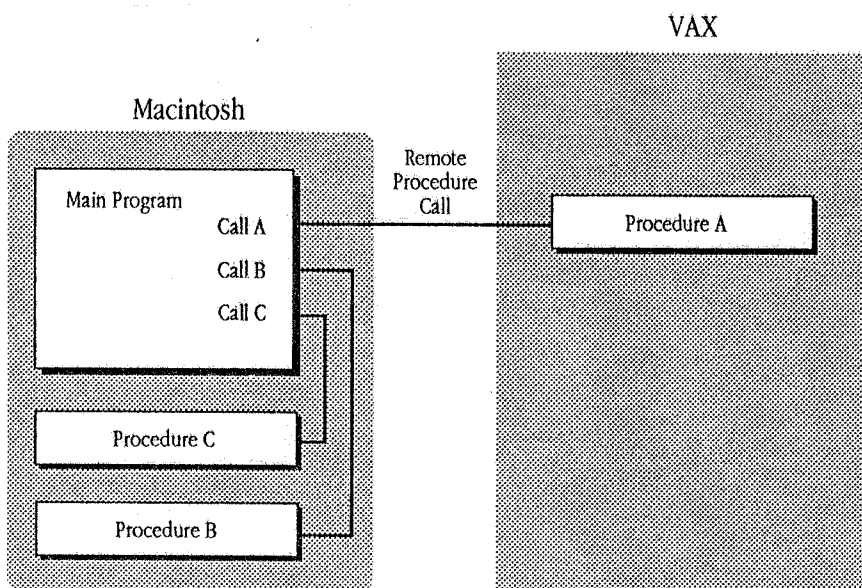 VAX
Macintosh
Remote
Procedure
Call
Main Program
Call A
Call B
Call C
Procedure A
Procedure C
Procedure B